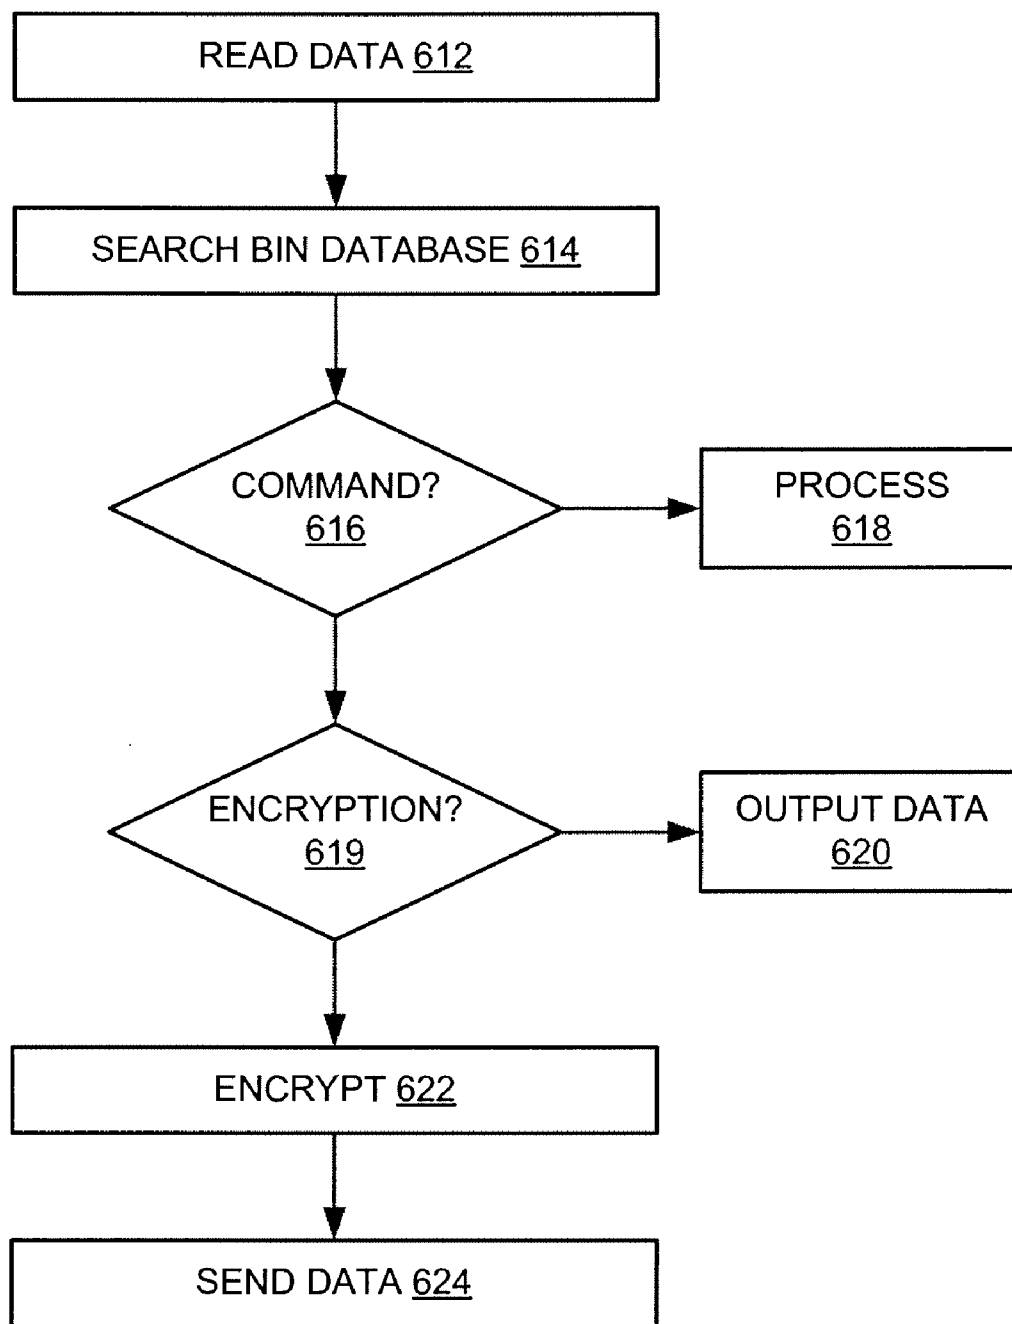 READ DATA 612
SEARCH BIN DATABASE 614
COMMAND?
616
PROCESS
618
ENCRYPTION?
619
OUTPUT DATA
620
ENCRYPT 622
SEND DATA 624